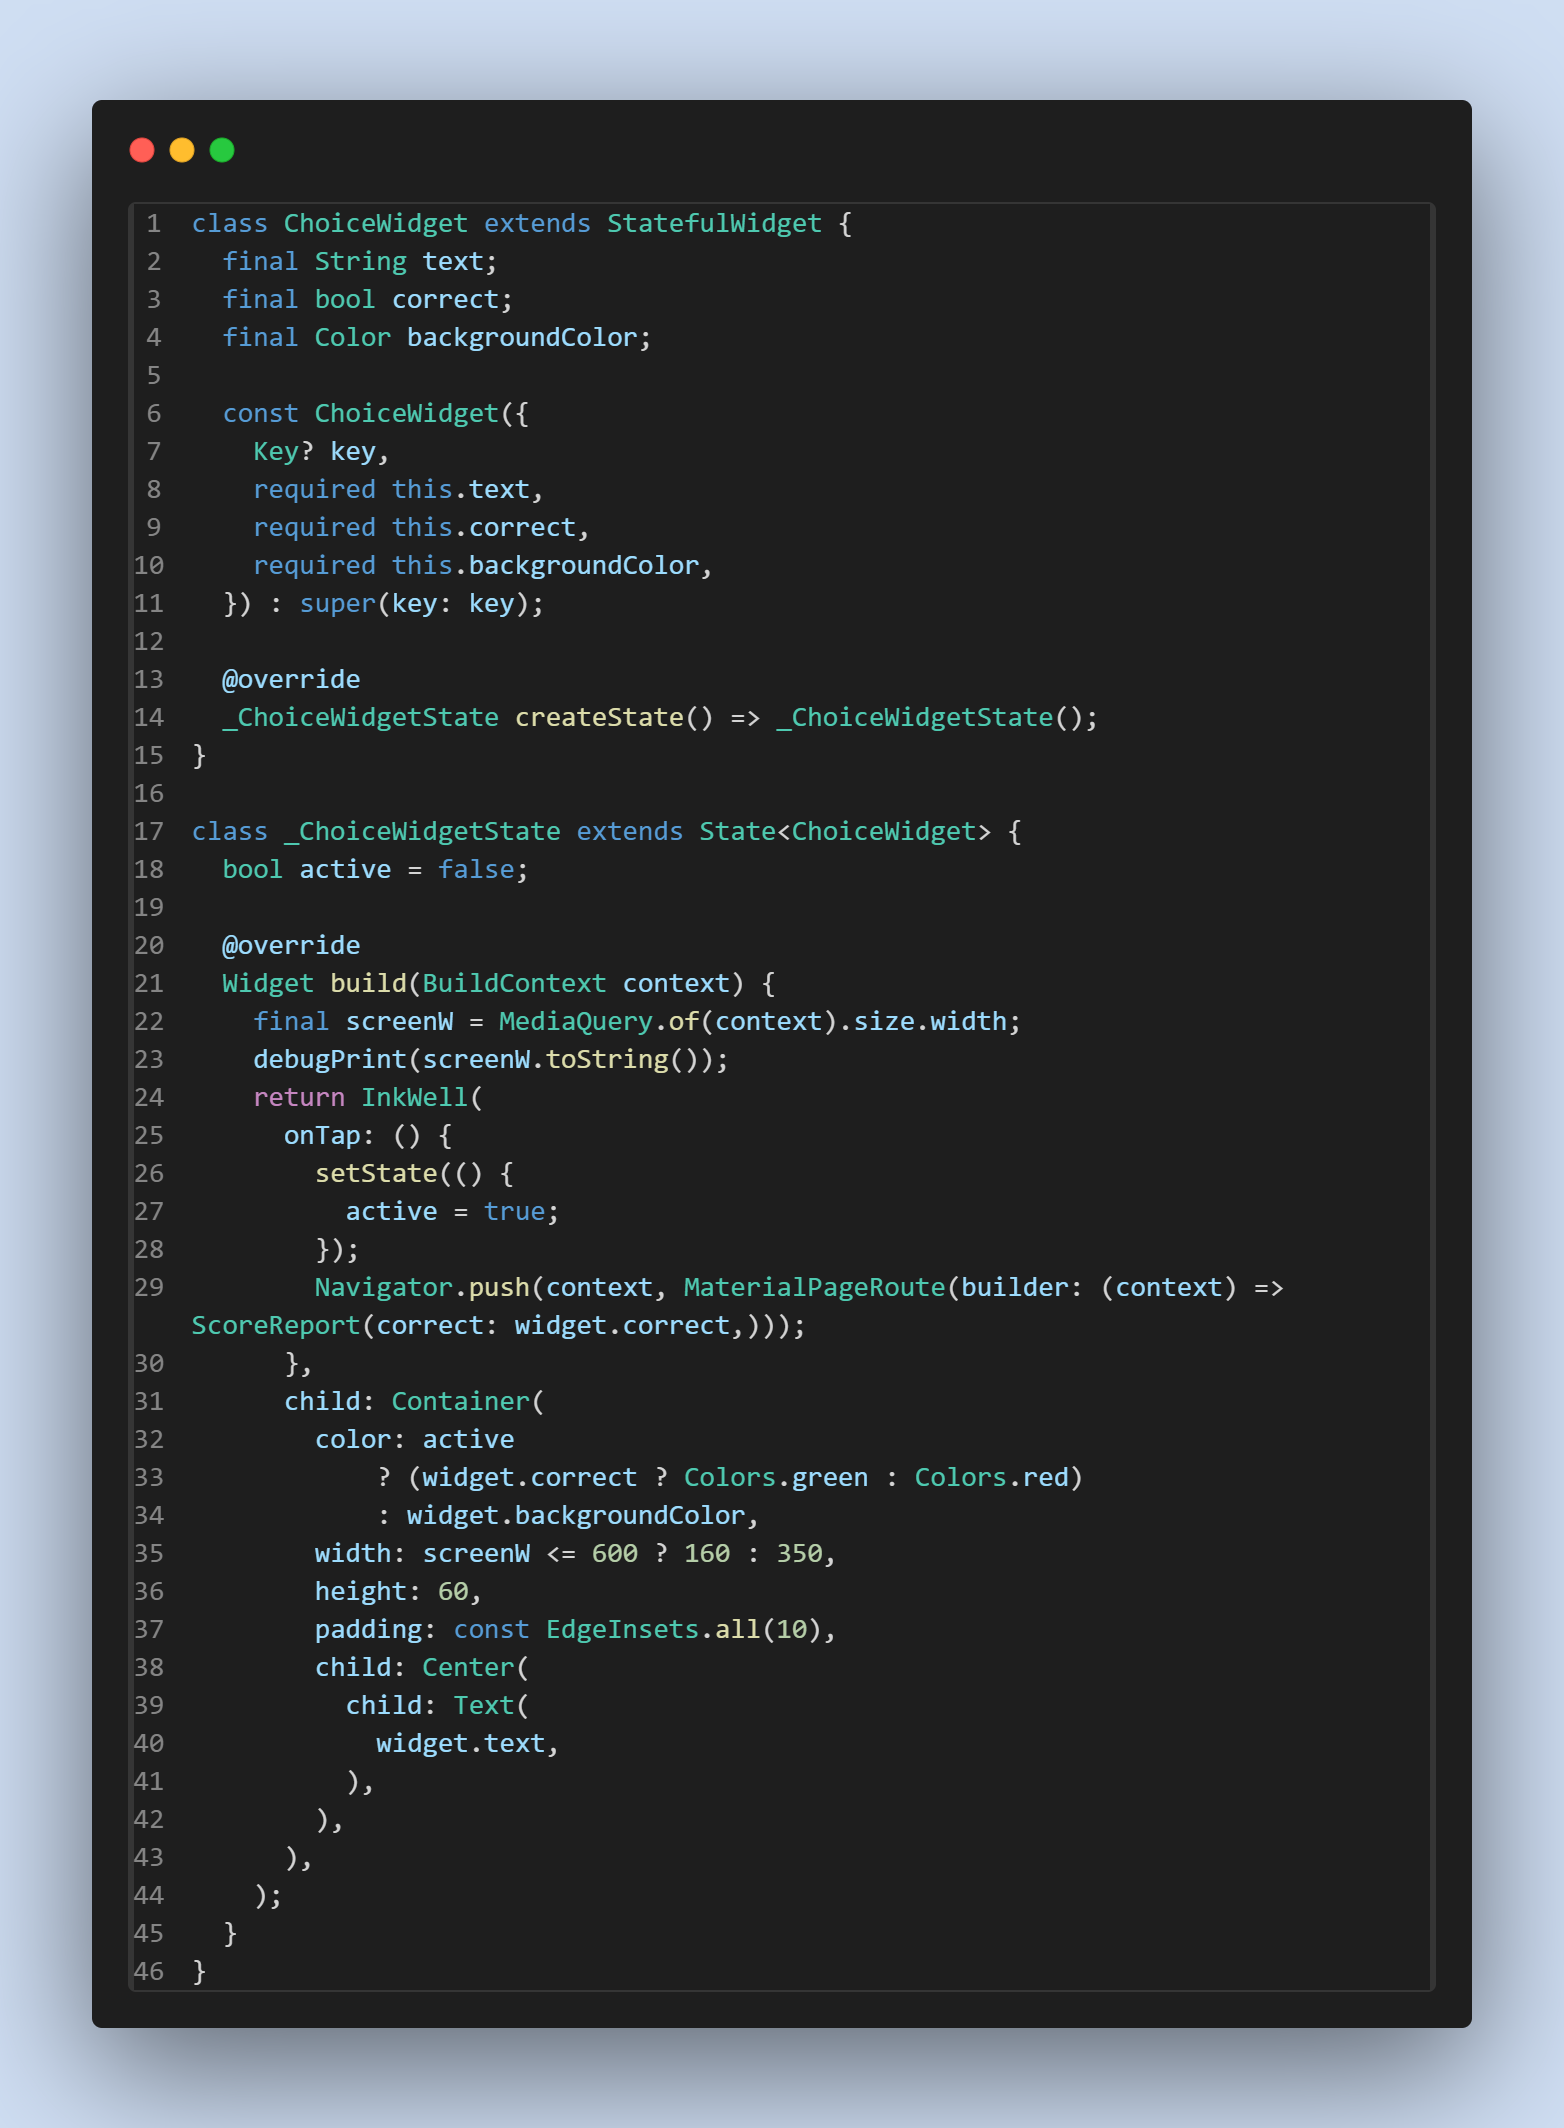 1 class ChoiceWidget extends StatefulWidget {
2   final String text;
3   final bool correct;
4   final Color backgroundColor;
5
6   const ChoiceWidget({
7     Key? key,
8     required this.text,
9     required this.correct,
10     required this.backgroundColor,
11   }) : super(key: key);
12
13   @override
14   _ChoiceWidgetState createState() => _ChoiceWidgetState();
15 }
16
17 class _ChoiceWidgetState extends State<ChoiceWidget> {
18   bool active = false;
19
20   @override
21   Widget build(BuildContext context) {
22     final screenW = MediaQuery.of(context).size.width;
23     debugPrint(screenW.toString());
24     return InkWell(
25       onTap: () {
26         setState(() {
27           active = true;
28         });
29         Navigator.push(context, MaterialPageRoute(builder: (context) =>
ScoreReport(correct: widget.correct,)));
30       },
31       child: Container(
32         color: active
33             ? (widget.correct ? Colors.green : Colors.red)
34             : widget.backgroundColor,
35         width: screenW <= 600 ? 160 : 350,
36         height: 60,
37         padding: const EdgeInsets.all(10),
38         child: Center(
39           child: Text(
40             widget.text,
41           ),
42         ),
43       ),
44     );
45   }
46 }